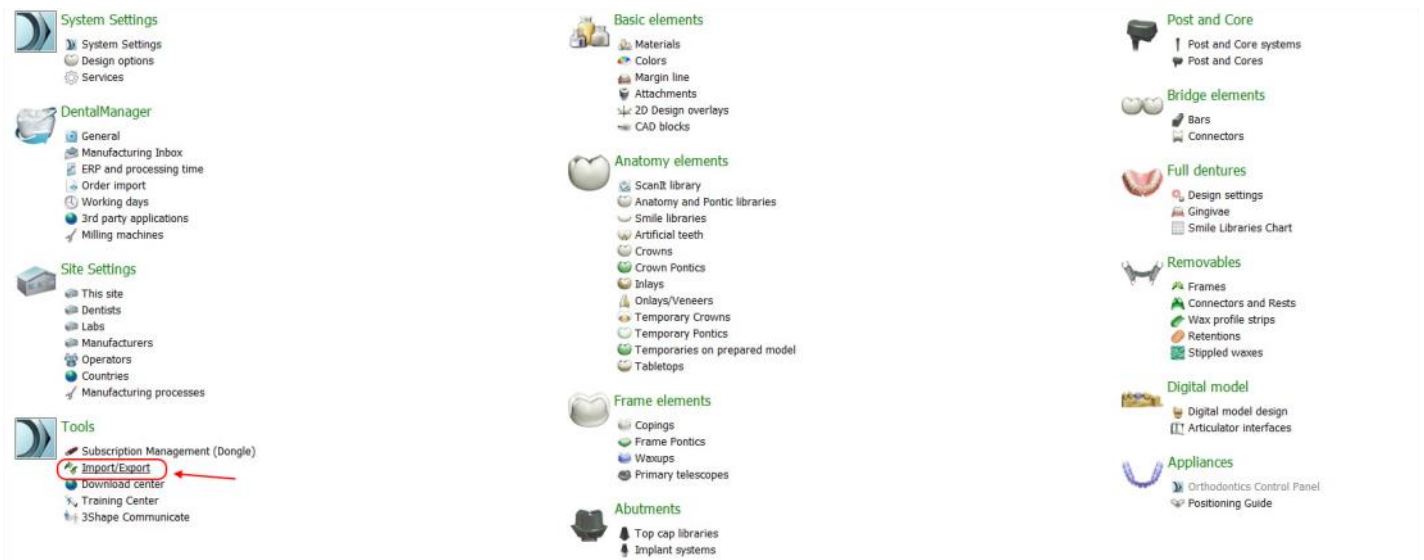 System Settings
System Settings
Design options
Services
DentalManager
General
Manufacturing Inbox
ERP and processing time
Order import
Working days
3rd party applications
Milling machines
Site Settings
This site
Dentists
Labs
Manufacturers
Operators
Countries
Manufacturing processes
Tools
Subscription Management (Dongle)
Import/Export
Download center
Training Center
3Shape Communicate
Basic elements
Materials
Colors
Margin line
Attachments
2D Design overlays
CAD blocks
Anatomy elements
ScanIt library
Anatomy and Pontic libraries
Smile libraries
Artificial teeth
Crowns
Crown Pontics
Inlays
Onlays/Veneers
Temporary Crowns
Temporary Pontics
Temporaries on prepared model
Tabletops
Frame elements
Copings
Frame Pontics
Waxups
Primary telescopes
Abutments
Top cap libraries
Implant systems
Post and Core
Post and Core systems
Post and Cores
Bridge elements
Bars
Connectors
Full dentures
Design settings
Gingivae
Smile Libraries Chart
Removables
Frames
Connectors and Rests
Wax profile strips
Retentions
Stippled waxes
Digital model
Digital model design
Articulator interfaces
Appliances
Orthodontics Control Panel
Positioning Guide